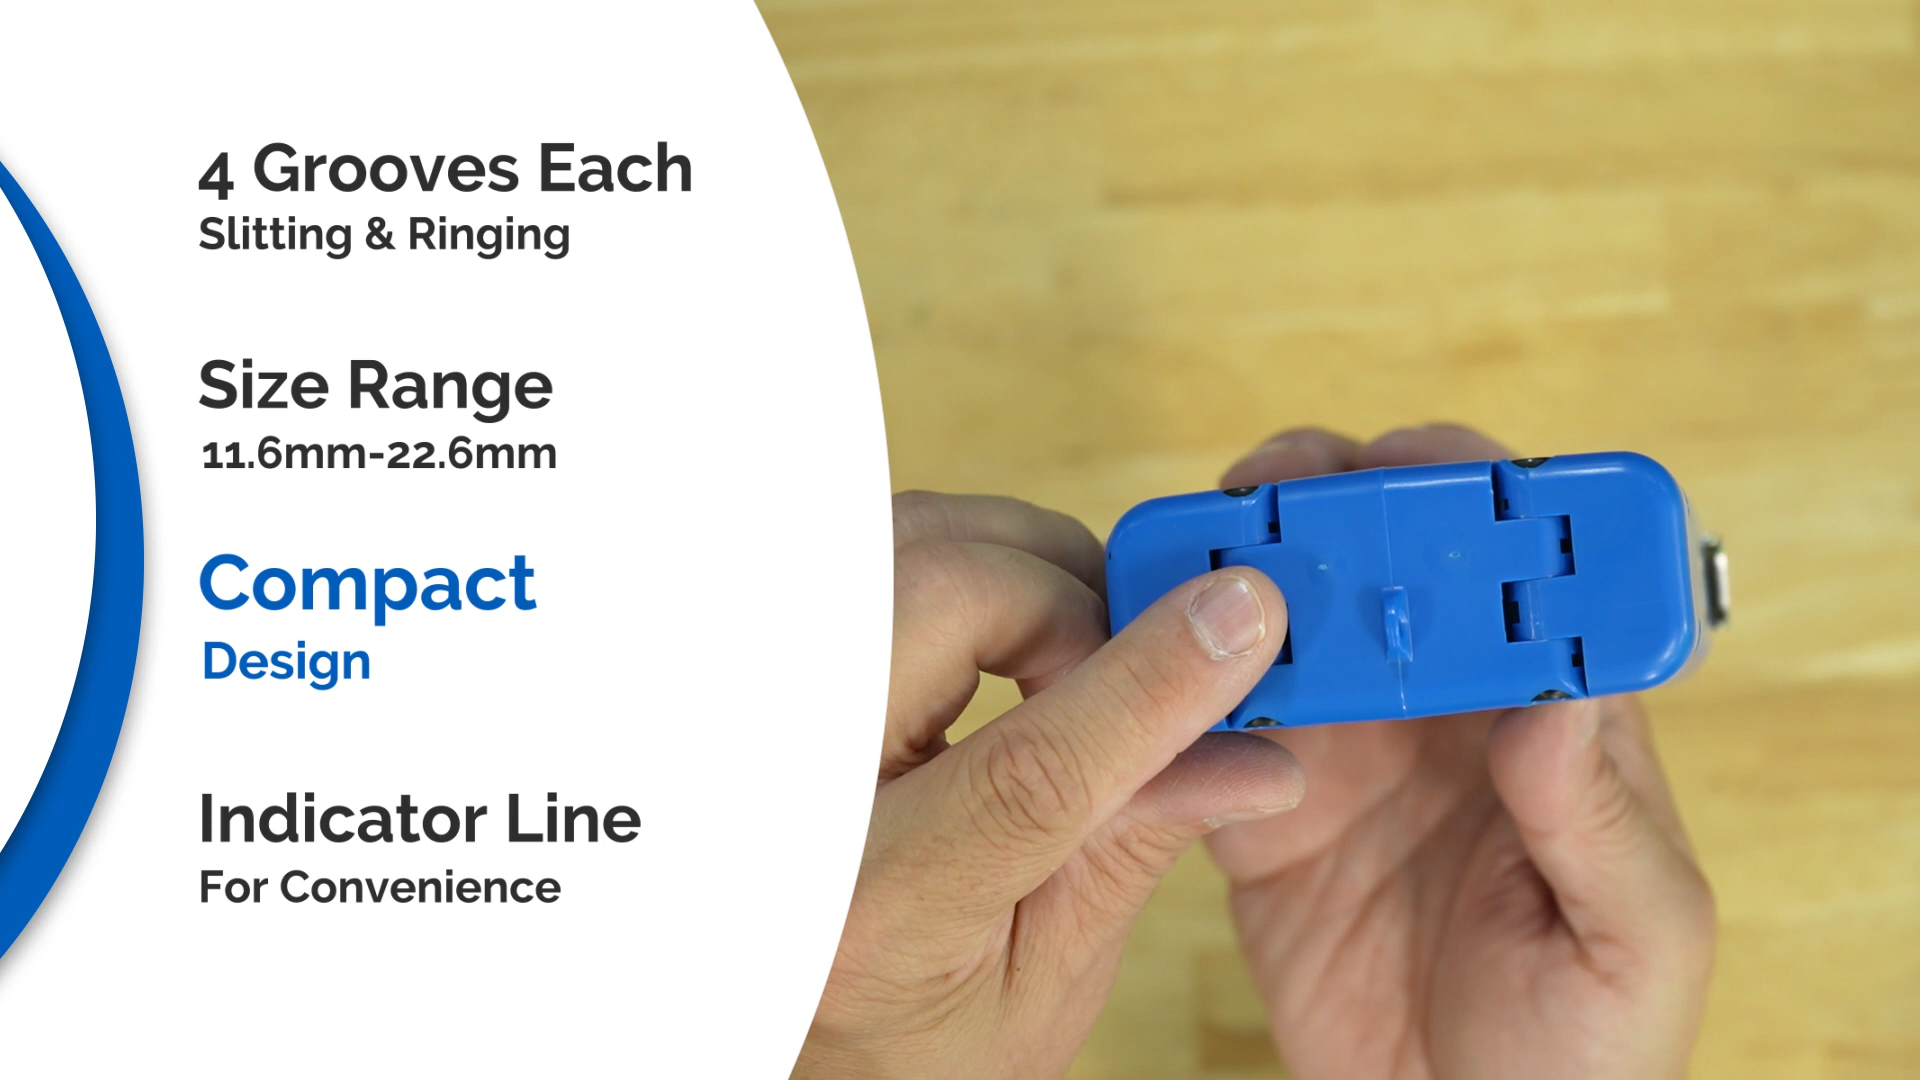 4 Grooves Each
Slitting & Ringing
Size Range
11.6mm-22.6mm
Compact
Design
Indicator Line
For Convenience